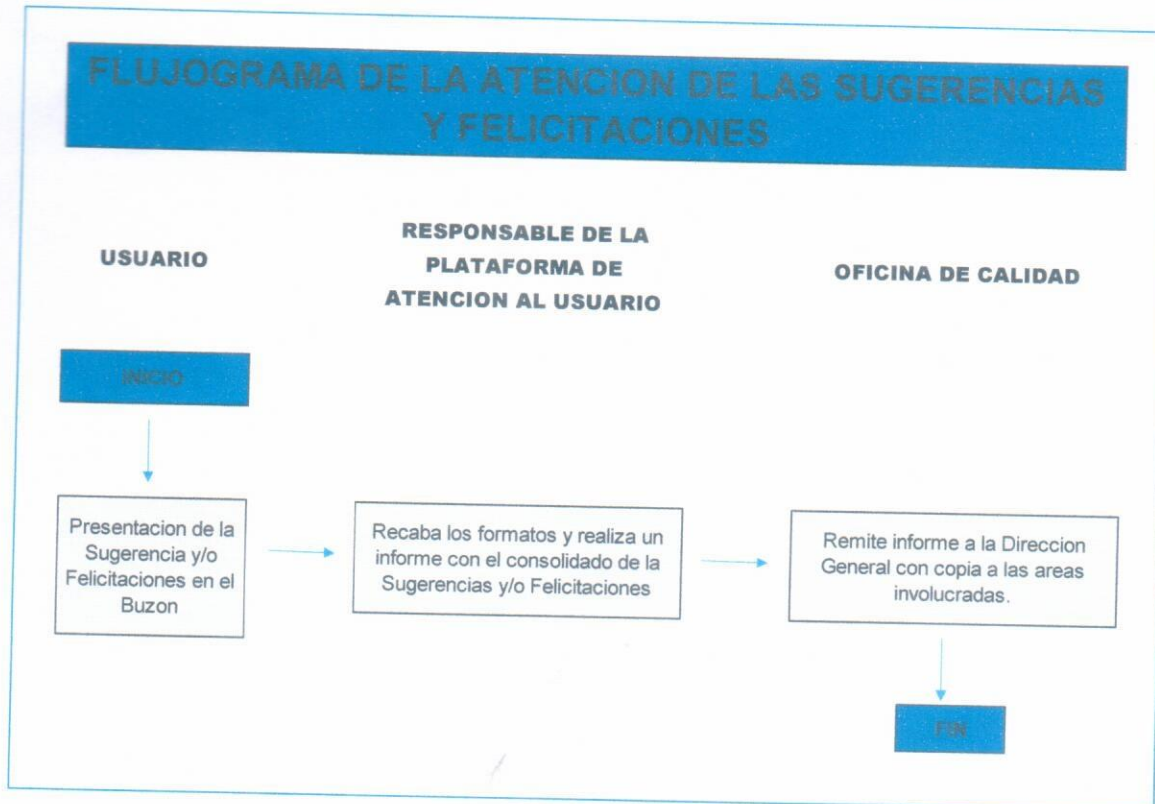 FLUJOGRAMA DE LA ATENCION DE LAS SUGERENCIAS
Y FELICITACIONES
USUARIO
RESPONSABLE DE LA
PLATAFORMA DE
ATENCION AL USUARIO
OFICINA DE CALIDAD
INICIO
Presentacion de la
Sugerencia y/o
Felicitaciones en el
Buzon
Recaba los formatos y realiza un
informe con el consolidado de la
Sugerencias y/o Felicitaciones
Remite informe a la Direccion
General con copia a las areas
involucradas.
FIN